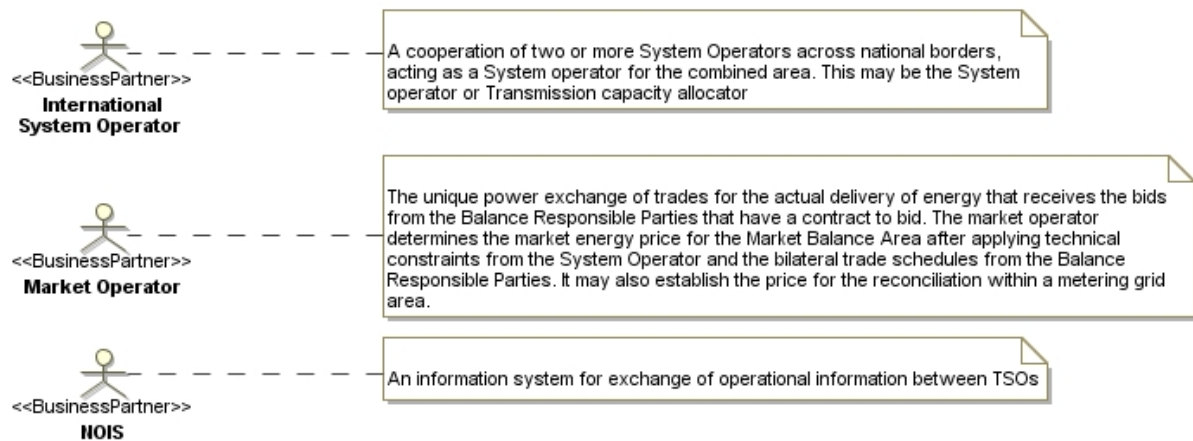 A cooperation of two or more System Operators across national borders,
acting as a System operator for the combined area. This may be the System
operator or Transmission capacity allocator
<<BusinessPartner>>
International
System Operator
The unique power exchange of trades for the actual delivery of energy that receives the bids
from the Balance Responsible Parties that have a contract to bid. The market operator
determines the market energy price for the Market Balance Area after applying technical
constraints from the System Operator and the bilateral trade schedules from the Balance
Responsible Parties. It may also establish the price for the reconciliation within a metering grid
area.
<<BusinessPartner>>
Market Operator
An information system for exchange of operational information between TSOs
<<BusinessPartner>>
NOIS